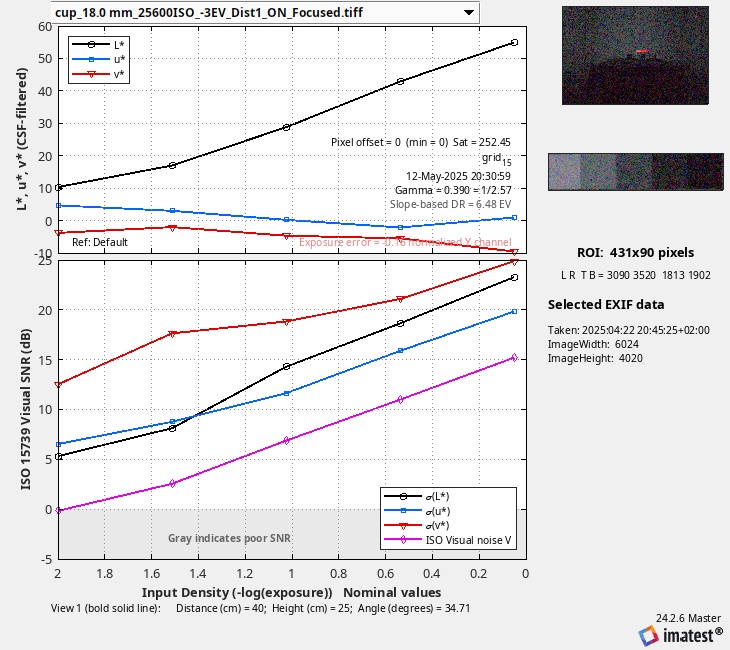 cup_18.0 mm_25600ISO_-3EV_Dist1_ON_Focused.tiff
L*, u*, v* (CSF-filtered)
60
50
40
30
20
10
0
-10
L*
u*
v*
Pixel offset = 0 (min = 0) Sat = 252.45
grid15
12-May-2025 20:30:59
Gamma = 0.390 = 1/2.57
Slope-based DR = 6.48 EV
Ref: Default
Exposure error = -0.16 normalized X channel
ISO 15739 Visual SNR (dB)
25
20
15
10
5
0
-5
σ(L*)
σ(u*)
σ(v*)
ISO Visual noise V
Gray indicates poor SNR
2 1.8 1.6 1.4 1.2 1 0.8 0.6 0.4 0.2 0
Input Density (-log(exposure)) Nominal values
View 1 (bold solid line): Distance (cm) = 40; Height (cm) = 25; Angle (degrees) = 34.71
ROI: 431x90 pixels
L R T B = 3090 3520 1813 1902
Selected EXIF data
Taken: 2025:04:22 20:45:25+02:00
ImageWidth: 6024
ImageHeight: 4020
24.2.6 Master
imatest®